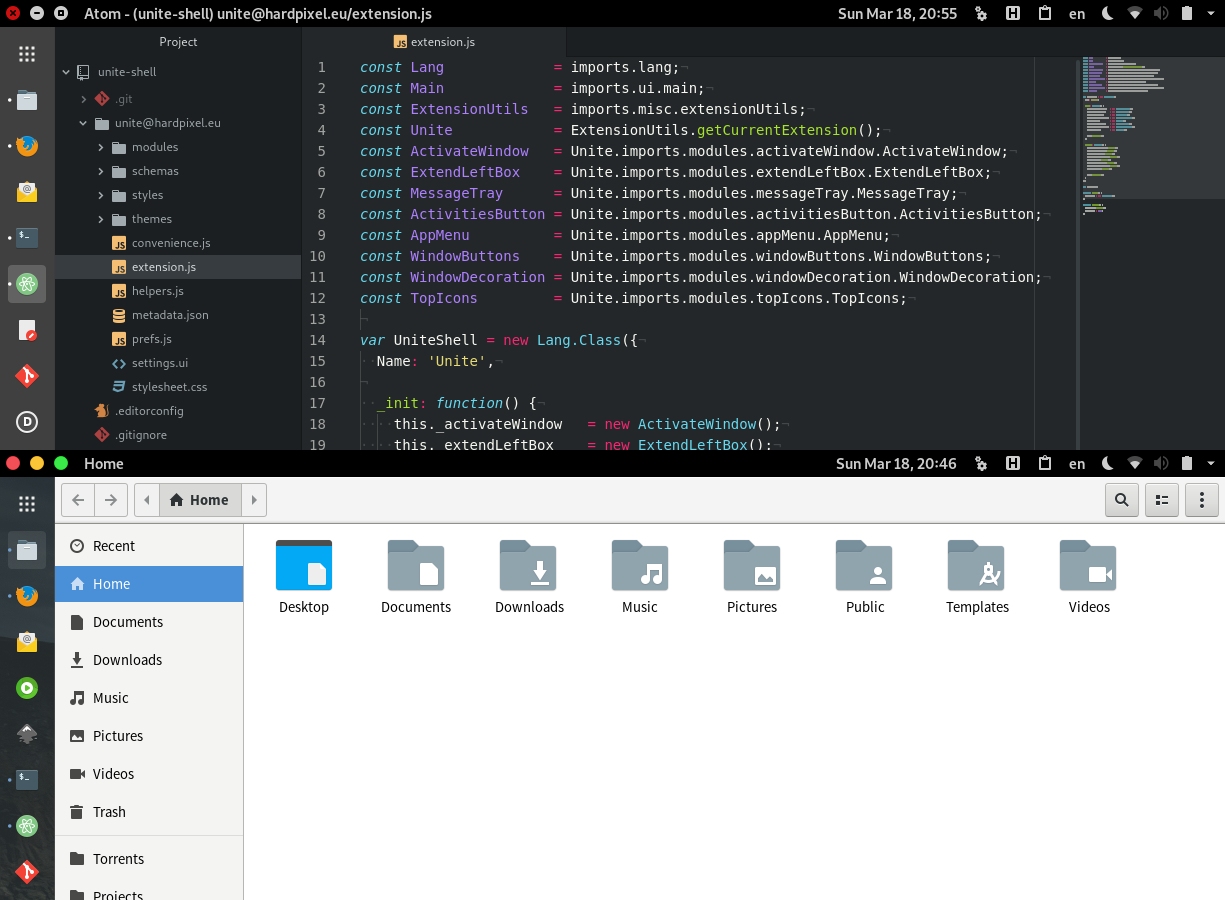 Atom - (unite-shell) unite@hardpixel.eu/extension.js
Sun Mar 18, 20:55
H
en
Project
unite-shell
.git
unite@hardpixel.eu
modules
schemas
styles
themes
convenience.js
extension.js
helpers.js
metadata.json
prefs.js
settings.ui
stylesheet.css
.editorconfig
.gitignore
extension.js
1 const Lang = imports.lang;¬
2 const Main = imports.ui.main;¬
3 const ExtensionUtils = imports.misc.extensionUtils;¬
4 const Unite = ExtensionUtils.getCurrentExtension();¬
5 const ActivateWindow = Unite.imports.modules.activateWindow.ActivateWindow;¬
6 const ExtendLeftBox = Unite.imports.modules.extendLeftBox.ExtendLeftBox;¬
7 const MessageTray = Unite.imports.modules.messageTray.MessageTray;¬
8 const ActivitiesButton = Unite.imports.modules.activitiesButton.ActivitiesButton;¬
9 const AppMenu = Unite.imports.modules.appMenu.AppMenu;¬
10 const WindowButtons = Unite.imports.modules.windowButtons.WindowButtons;¬
11 const WindowDecoration = Unite.imports.modules.windowDecoration.WindowDecoration;¬
12 const TopIcons = Unite.imports.modules.topIcons.TopIcons;¬
13 ¬
14 var UniteShell = new Lang.Class({¬
15 Name: 'Unite',¬
16 ¬
17 _init: function() {¬
18 this._activateWindow = new ActivateWindow();¬
19 this._extendLeftBox = new ExtendLeftBox();¬
Home
Sun Mar 18, 20:46
H
en
Home
Recent
Home
Documents
Downloads
Music
Pictures
Videos
Trash
Torrents
Projects
Desktop
Documents
Downloads
Music
Pictures
Public
Templates
Videos